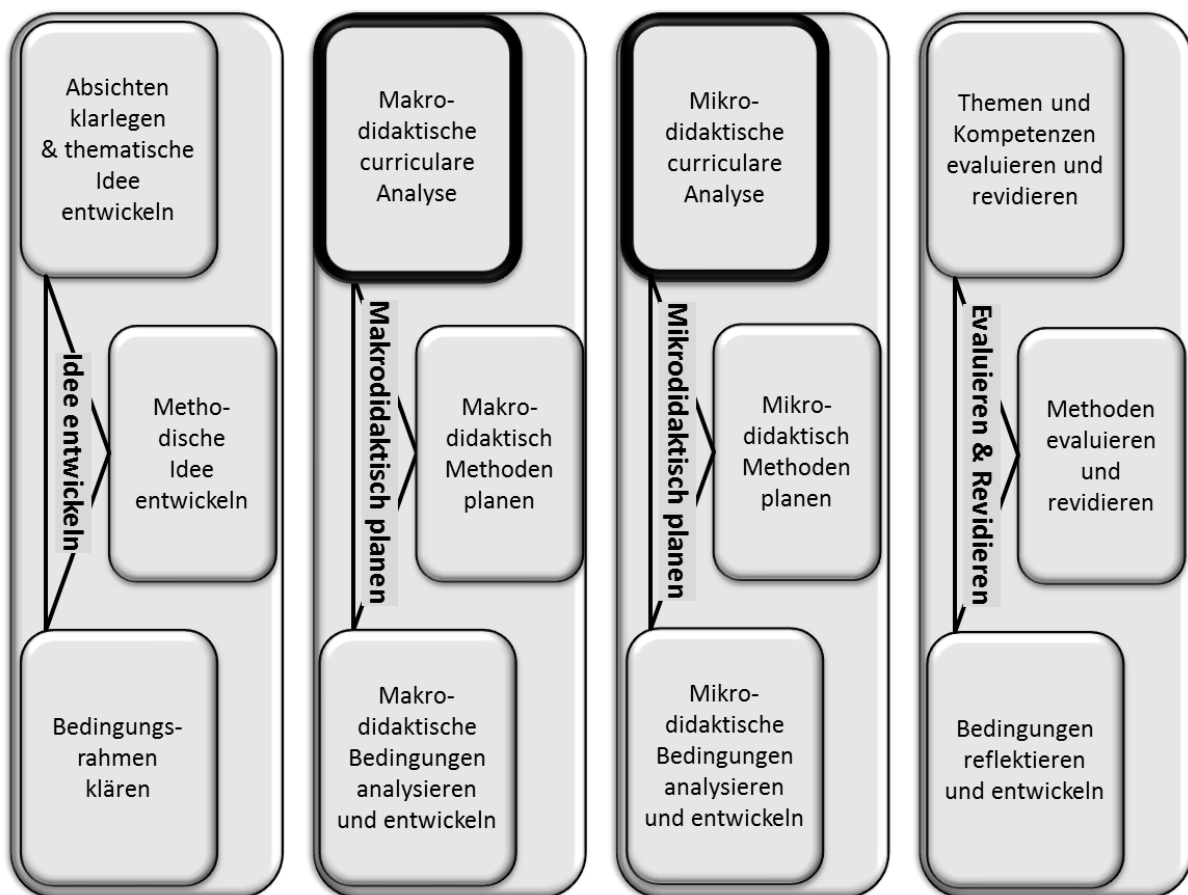 Absichten
klarlegen
& thematische
Idee
entwickeln
Idee entwickeln
Metho-
dische
Idee
entwickeln
Bedingungs-
rahmen
klären
Makro-
didaktische
curriculare
Analyse
Makrodidaktisch planen
Makro-
didaktisch
Methoden
planen
Makro-
didaktische
Bedingungen
analysieren
und entwickeln
Mikro-
didaktische
curriculare
Analyse
Mikrodidaktisch planen
Mikro-
didaktisch
Methoden
planen
Mikro-
didaktische
Bedingungen
analysieren
und entwickeln
Themen und
Kompetenzen
evaluieren und
revidieren
Evaluieren & Revidieren
Methoden
evaluieren
und
revidieren
Bedingungen
reflektieren
und entwickeln